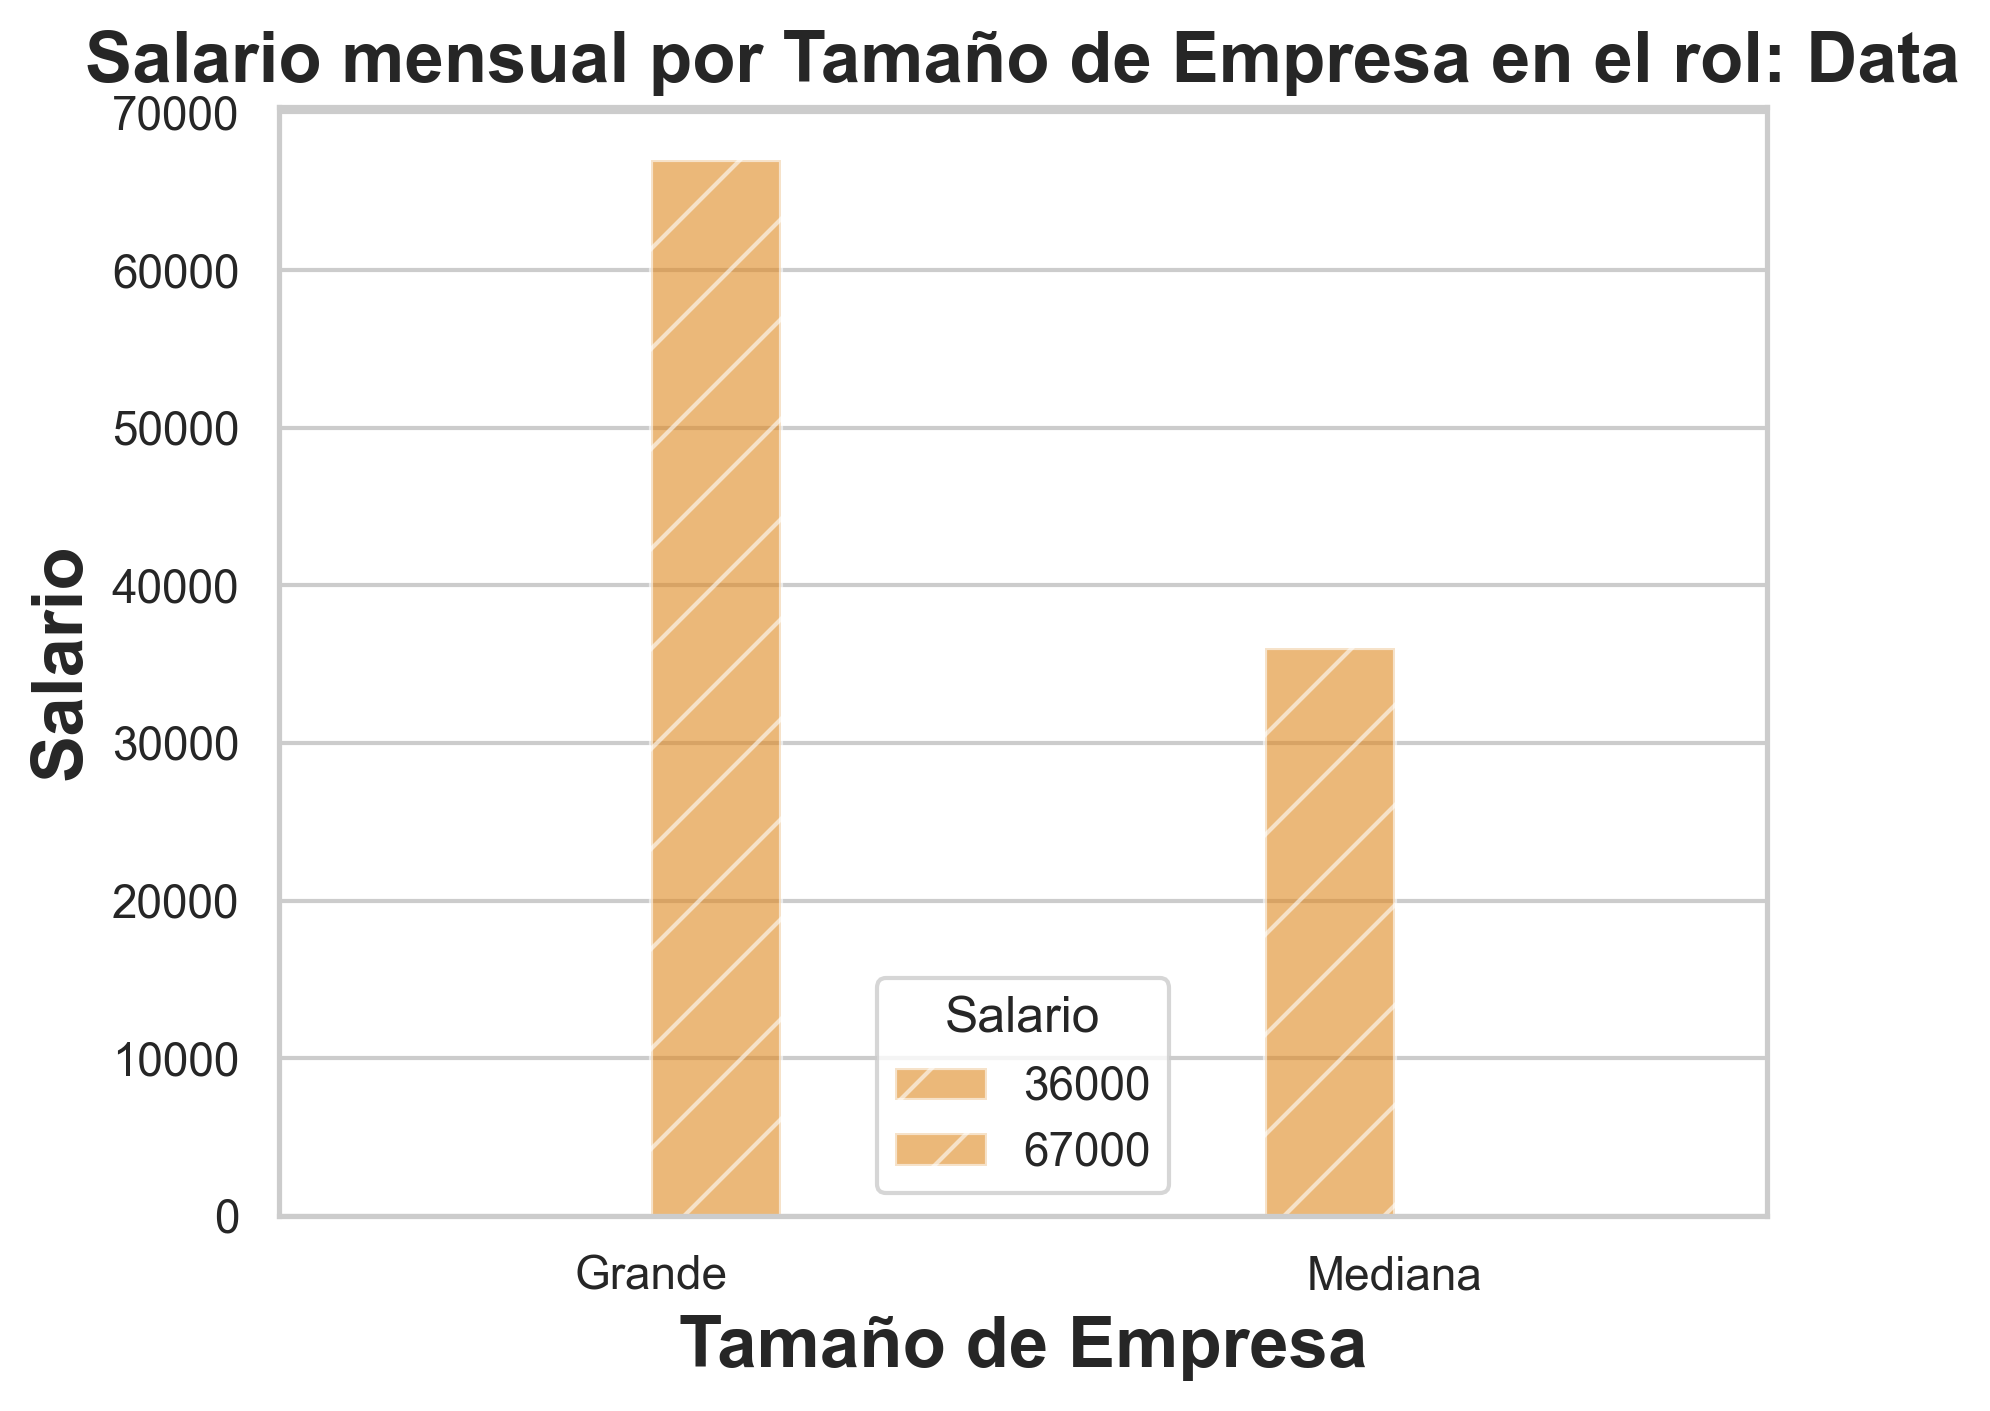 Salario mensual por Tamaño de Empresa en el rol: Data
70000
60000
50000
40000
30000
20000
10000
0
Salario
Salario
36000
67000
Grande
Mediana
Tamaño de Empresa